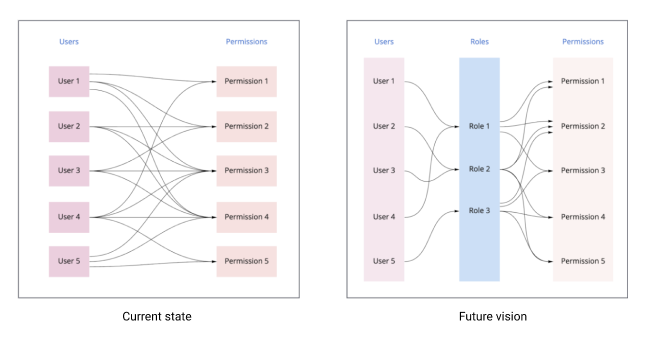 Users
Permissions
User 1
Permission 1
User 2
Permission 2
User 3
Permission 3
User 4
Permission 4
User 5
Permission 5
Current state
Users
Roles
Permissions
User 1
Permission 1
User 2
Role 1
Permission 2
User 3
Role 2
Permission 3
User 4
Role 3
Permission 4
User 5
Permission 5
Future vision